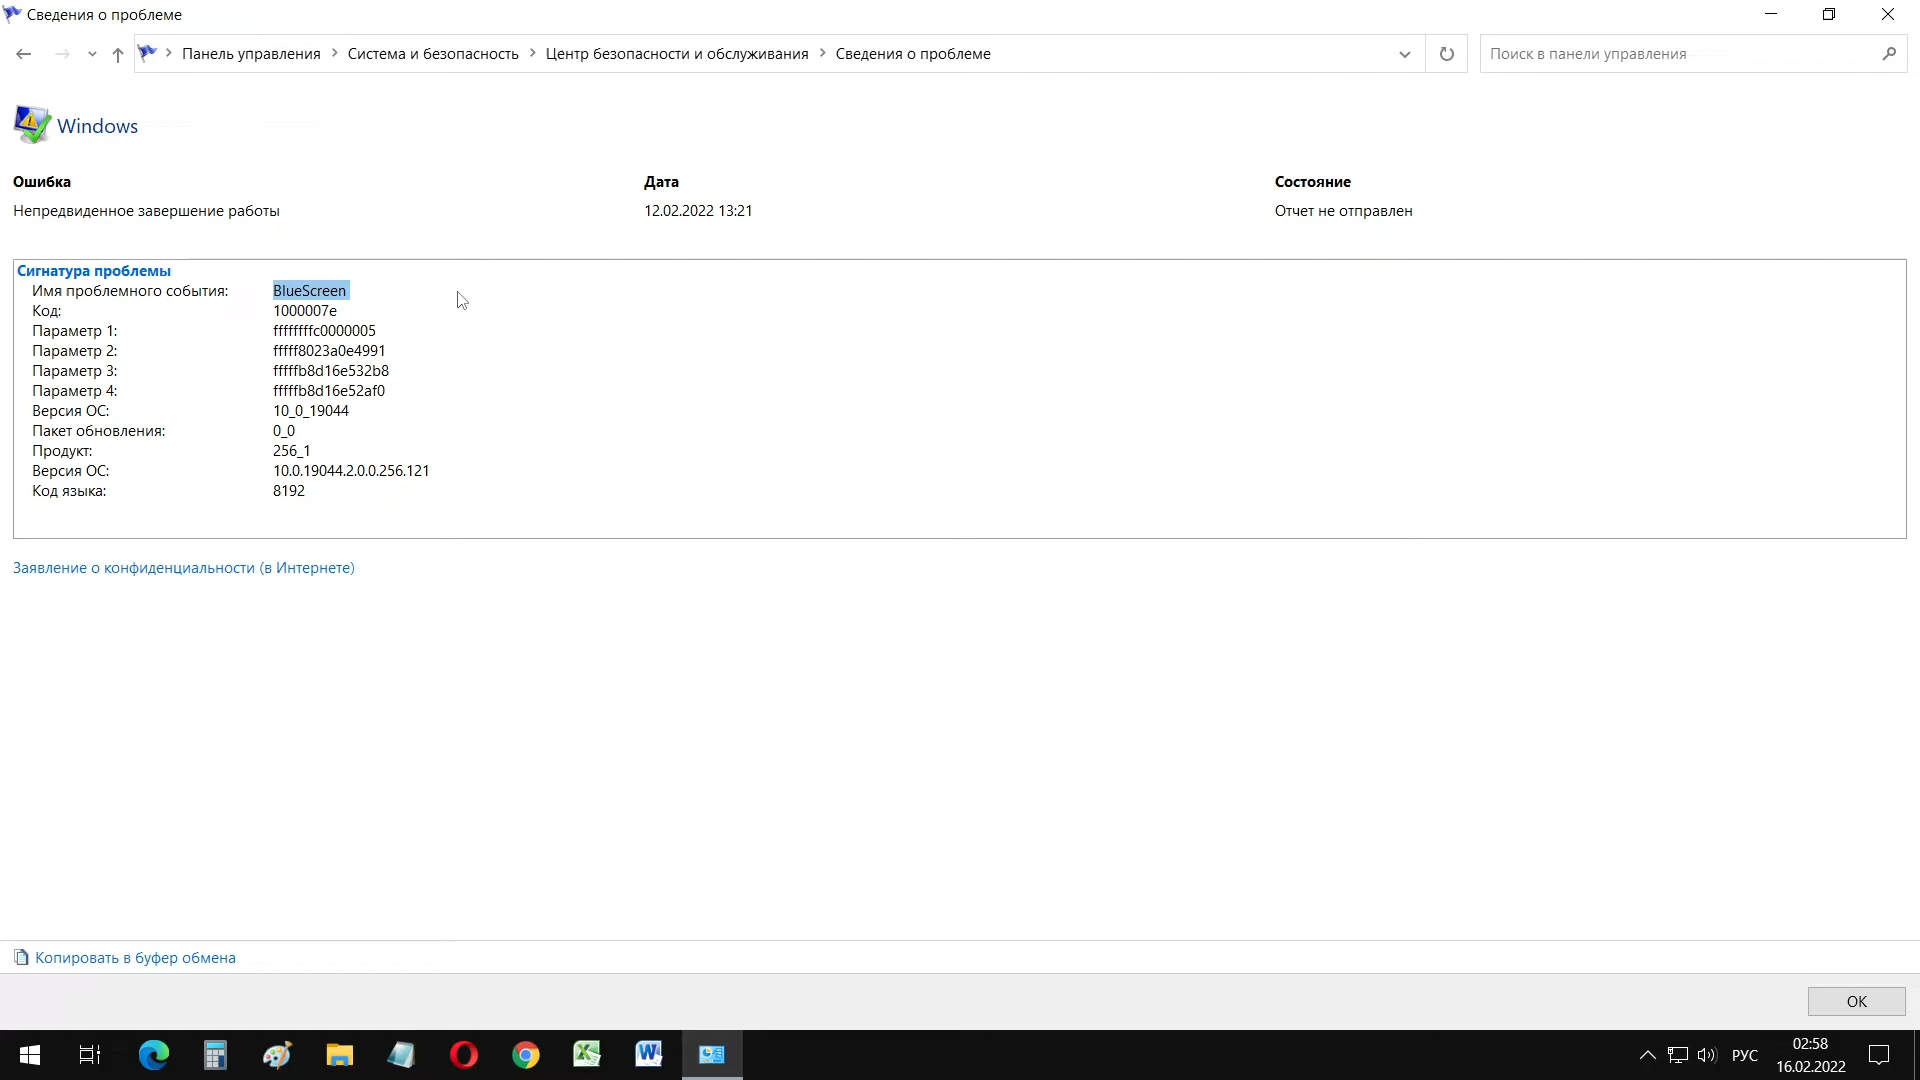 Сведения о проблеме
Панель управления > Система и безопасность > Центр безопасности и обслуживания > Сведения о проблеме
Поиск в панели управления
Windows
Ошибка Дата Состояние
Непредвиденное завершение работы 12.02.2022 13:21 Отчет не отправлен
Сигнатура проблемы
Имя проблемного события: BlueScreen
Код: 1000007e
Параметр 1: ffffffffc0000005
Параметр 2: fffff8023a0e4991
Параметр 3: fffffb8d16e532b8
Параметр 4: fffffb8d16e52af0
Версия ОС: 10_0_19044
Пакет обновления: 0_0
Продукт: 256_1
Версия ОС: 10.0.19044.2.0.0.256.121
Код языка: 8192
Заявление о конфиденциальности (в Интернете)
Копировать в буфер обмена
ОК
РУС
02:58
16.02.2022